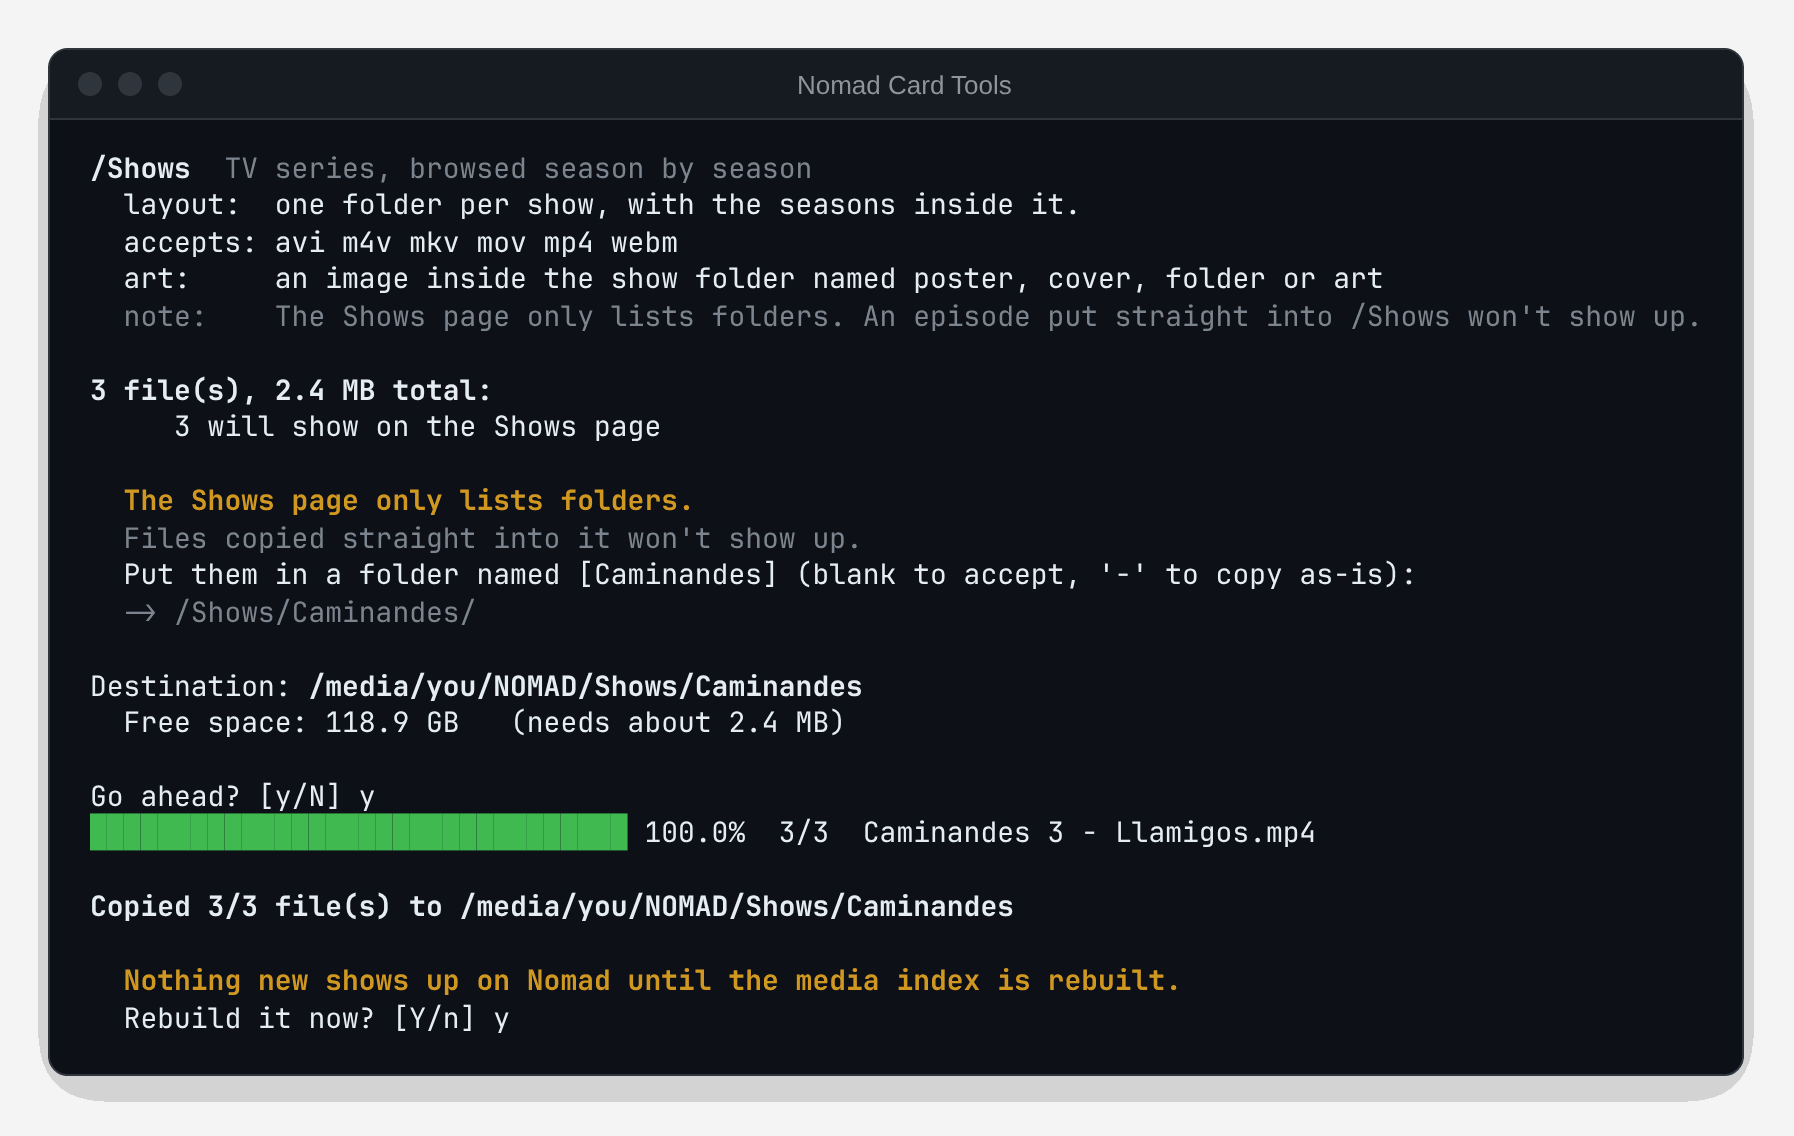 Nomad Card Tools
/Shows  TV series, browsed season by season
layout:  one folder per show, with the seasons inside it.
accepts: avi m4v mkv mov mp4 webm
art:     an image inside the show folder named poster, cover, folder or art
note:    The Shows page only lists folders. An episode put straight into /Shows won't show up.
3 file(s), 2.4 MB total:
3 will show on the Shows page
The Shows page only lists folders.
Files copied straight into it won't show up.
Put them in a folder named [Caminandes] (blank to accept, '-' to copy as-is):
→ /Shows/Caminandes/
Destination: /media/you/NOMAD/Shows/Caminandes
Free space: 118.9 GB   (needs about 2.4 MB)
Go ahead? [y/N] y
100.0%  3/3  Caminandes 3 - Llamigos.mp4
Copied 3/3 file(s) to /media/you/NOMAD/Shows/Caminandes
Nothing new shows up on Nomad until the media index is rebuilt.
Rebuild it now? [Y/n] y